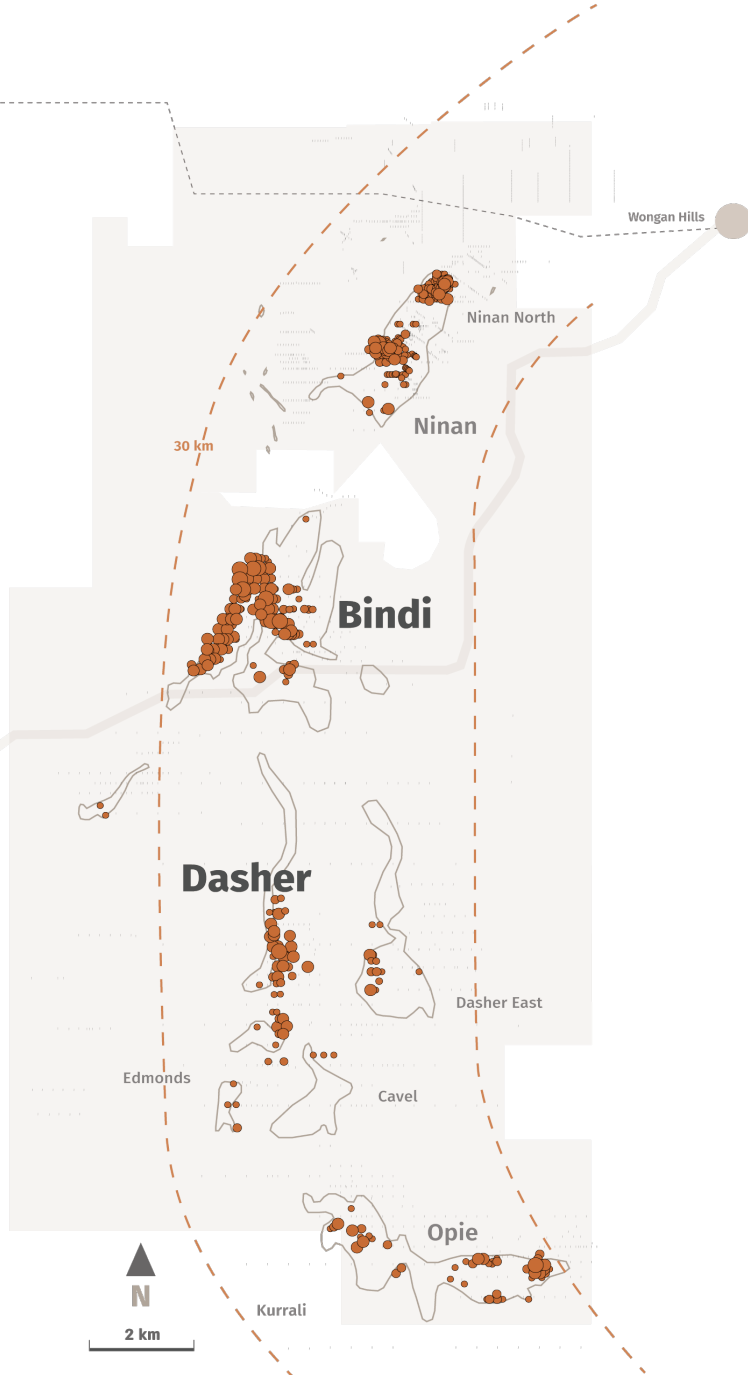 Wongan Hills
Ninan North
Ninan
30 km
Bindi
Dasher
Dasher East
Edmonds
Cavel
Opie
N
Kurrali
2 km